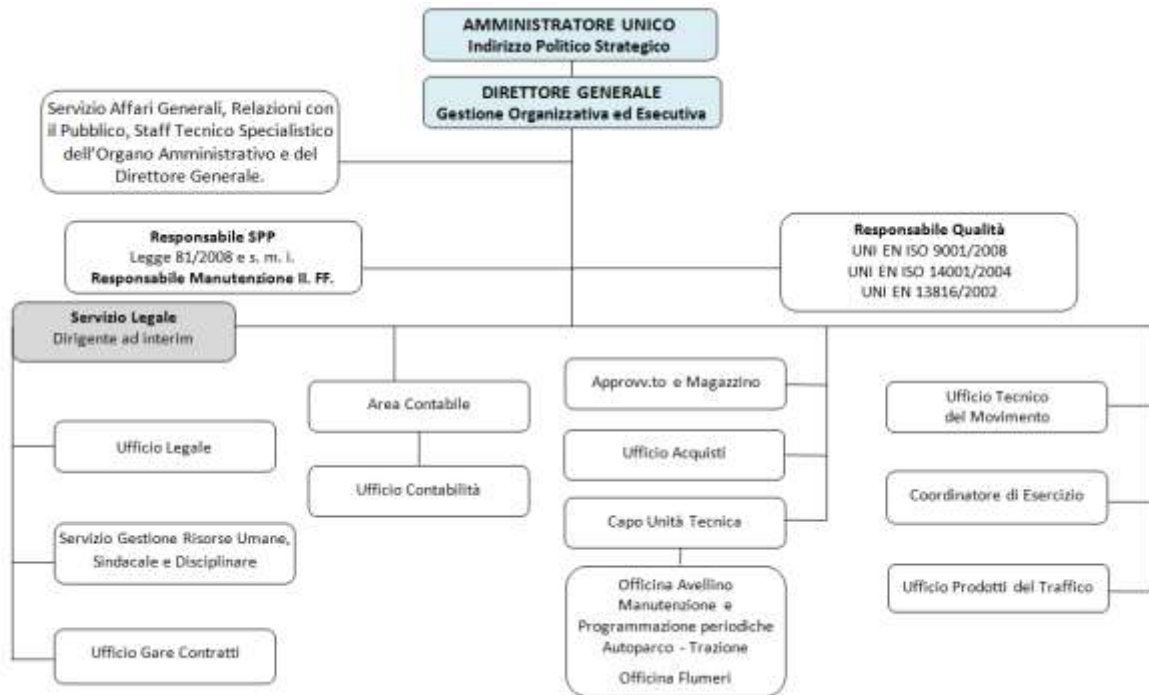 AMMINISTRATORE UNICO
Indirizzo Politico Strategico
DIRETTORE GENERALE
Gestione Organizzativa ed Esecutiva
Servizio Affari Generali, Relazioni con
il Pubblico, Staff Tecnico Specialistico
dell'Organo Amministrativo e del
Direttore Generale.
Responsabile SPP
Legge 81/2008 e s. m. i.
Responsabile Manutenzione II. FF.
Responsabile Qualità
UNI EN ISO 9001/2008
UNI EN ISO 14001/2004
UNI EN 13816/2002
Servizio Legale
Dirigente ad interim
Ufficio Legale
Servizio Gestione Risorse Umane,
Sindacale e Disciplinare
Ufficio Gare Contratti
Area Contabile
Ufficio Contabilità
Approvv.to e Magazzino
Ufficio Acquisti
Capo Unità Tecnica
Officina Avellino
Manutenzione e
Programmazione periodiche
Autoparco - Trazione
Officina Flumeri
Ufficio Tecnico
del Movimento
Coordinatore di Esercizio
Ufficio Prodotti del Traffico